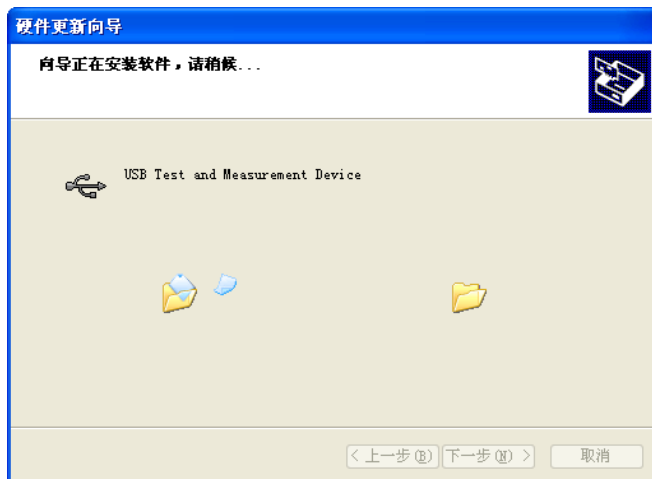 硬件更新向导
向导正在安装软件，请稍候...
USB Test and Measurement Device
< 上一步(B) 下一步(N) > 取消